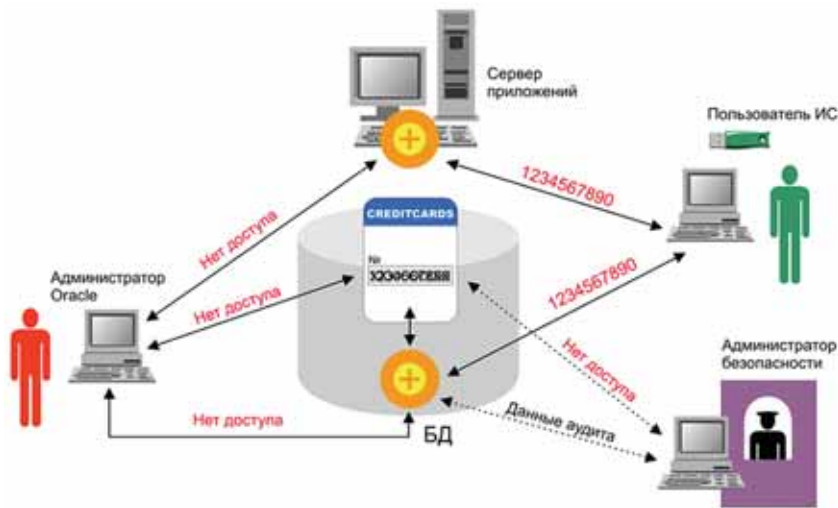 Сервер
приложений
Пользователь ИС
1234567890
CREDITCARDS
№
Нет доступа
Администратор
Oracle
Нет доступа
1234567890
Нет доступа
Администратор
безопасности
Данные аудита
Нет доступа
БД